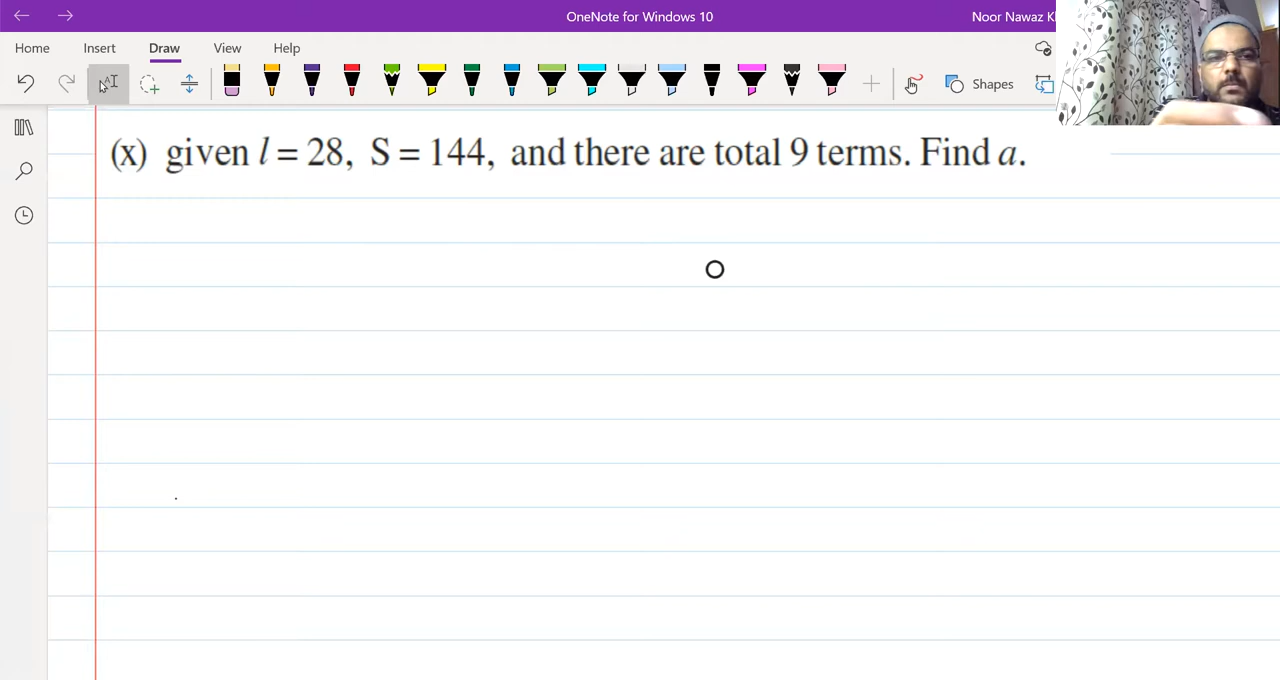 OneNote for Windows 10
Noor Nawaz
Home Insert Draw View Help
Shapes
(x) given l = 28, S = 144, and there are total 9 terms. Find a.